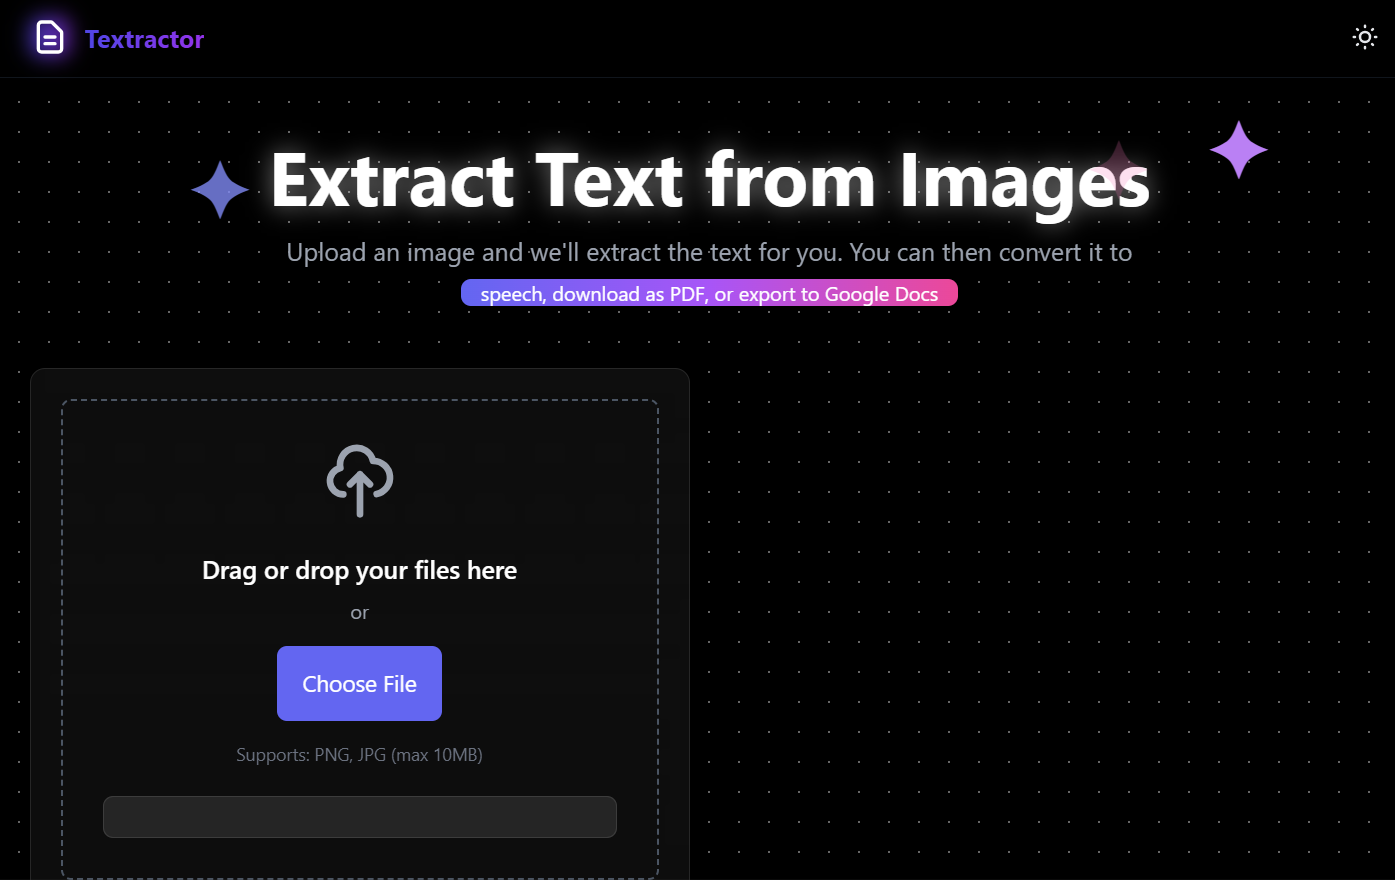 Textractor
Extract Text from Images
Upload an image and we'll extract the text for you. You can then convert it to
speech, download as PDF, or export to Google Docs
Drag or drop your files here
or
Choose File
Supports: PNG, JPG (max 10MB)